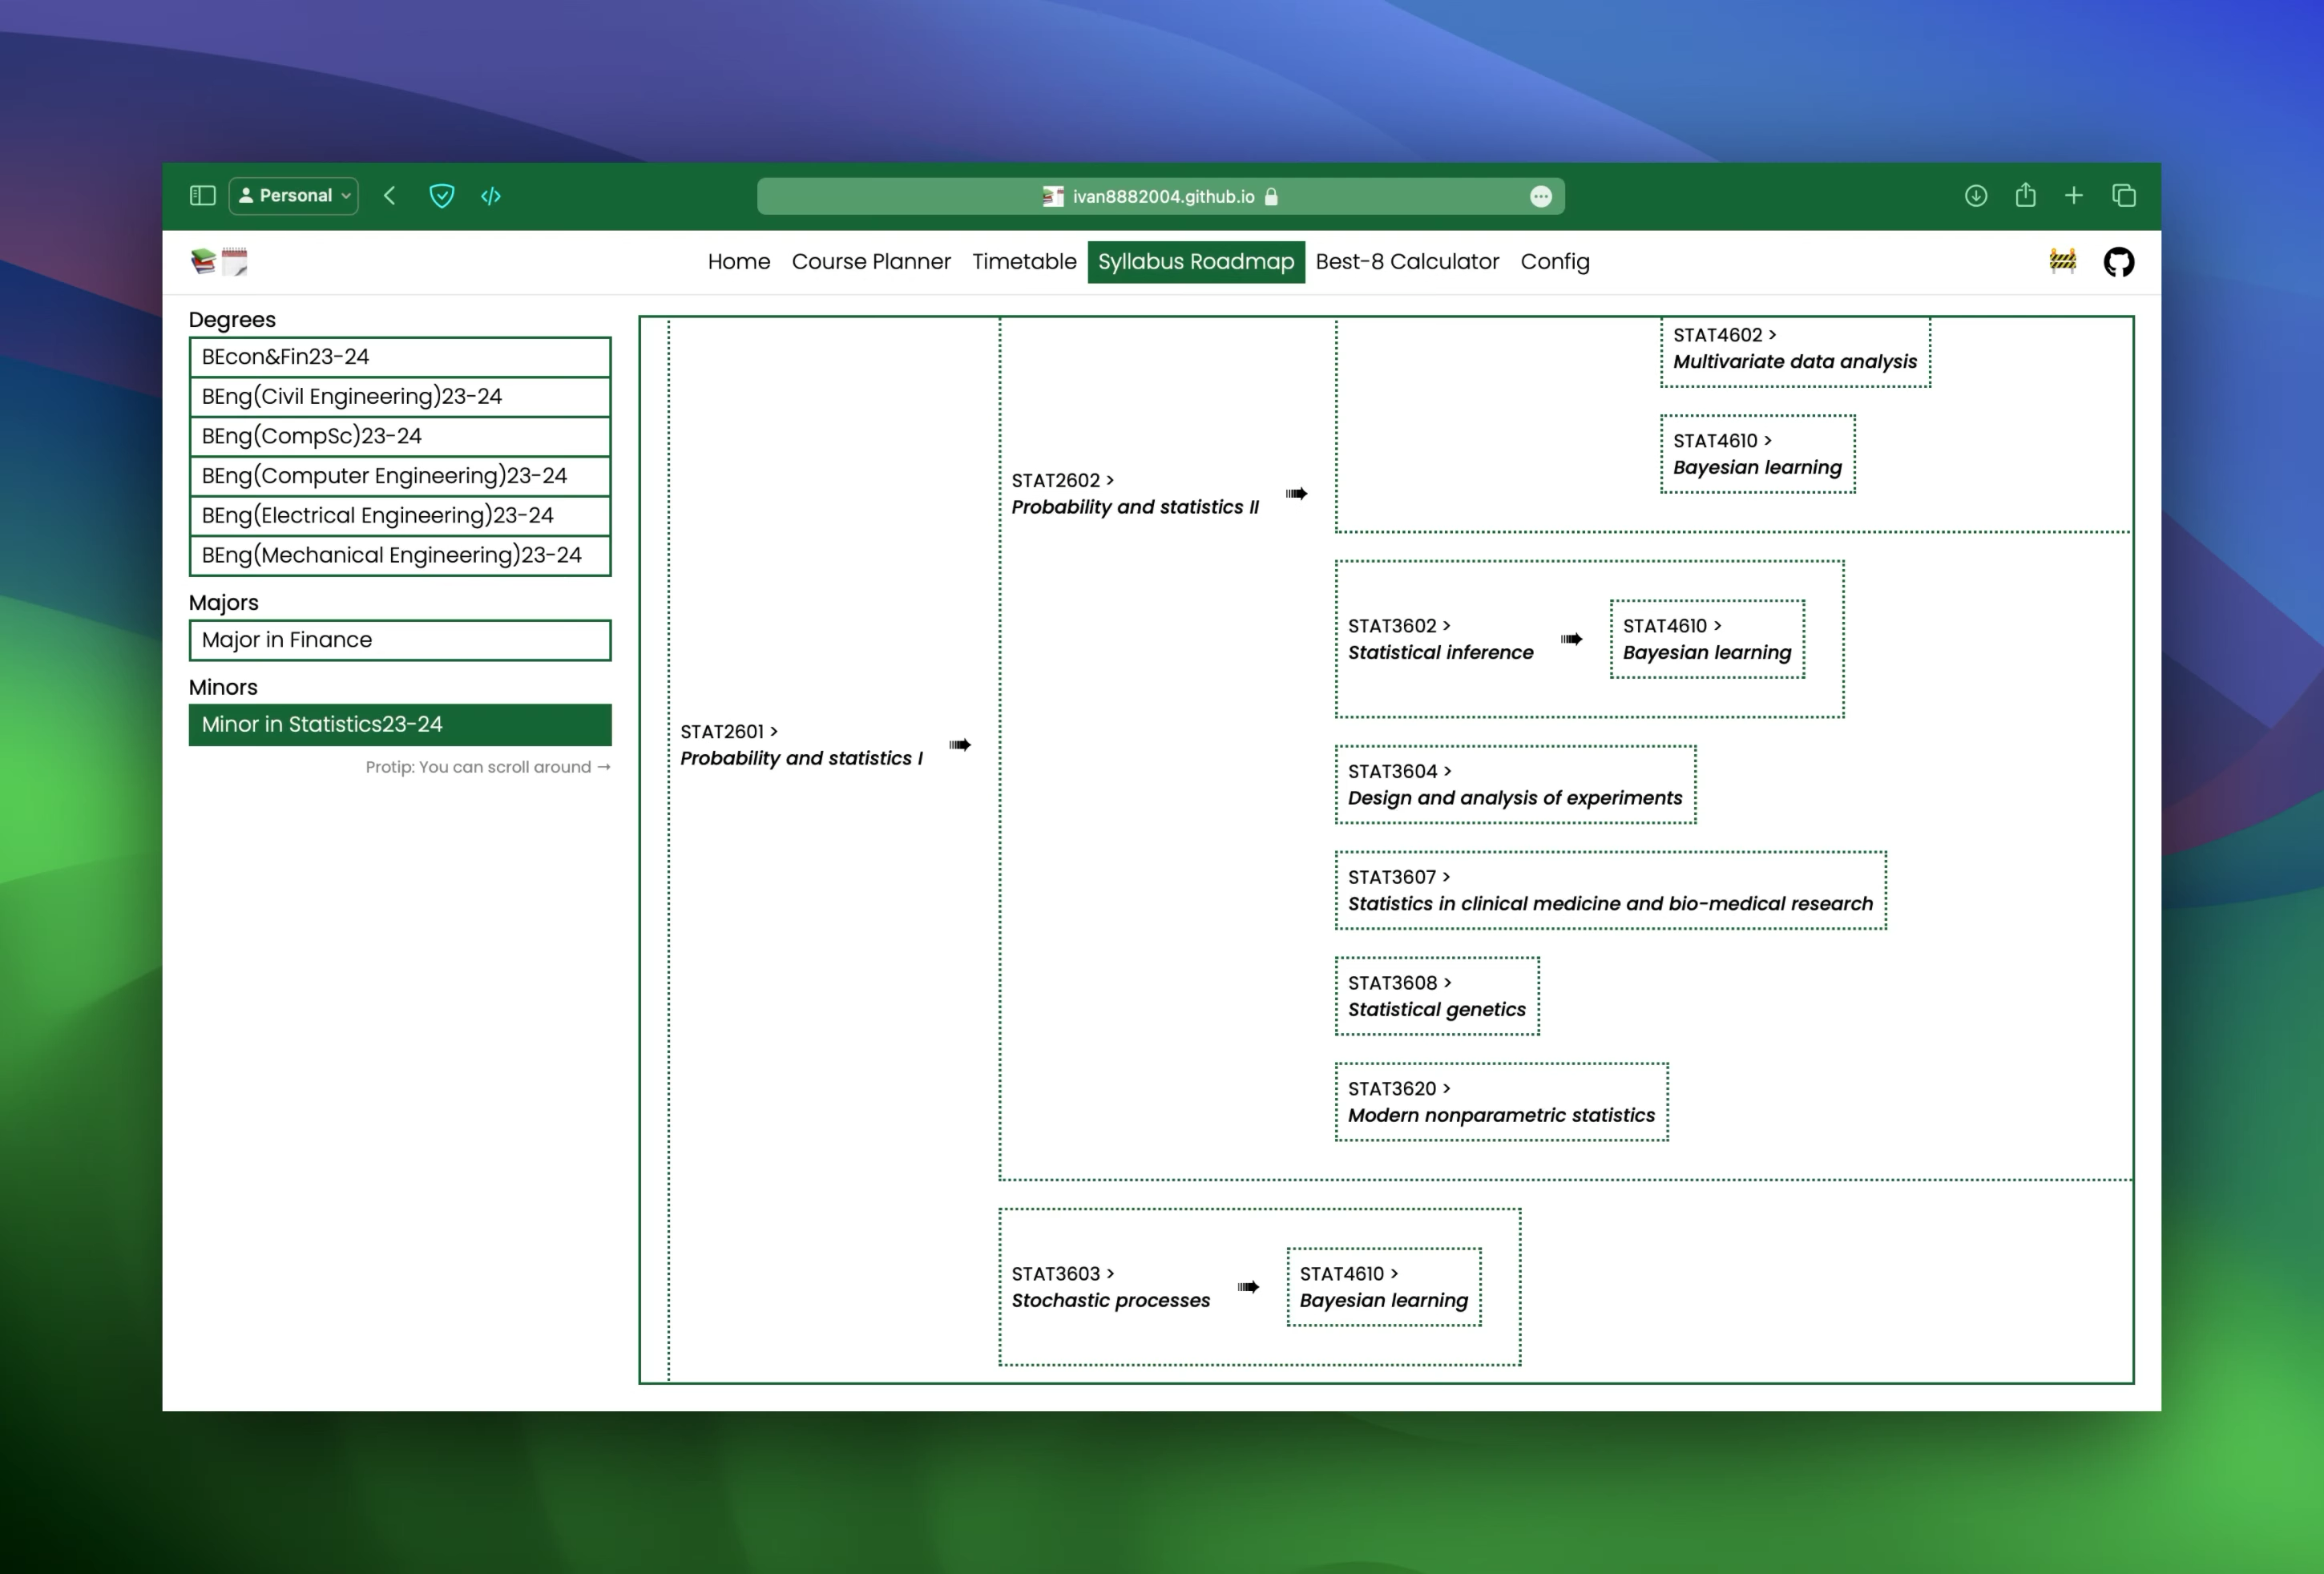 Personal
ivan8882004.github.io
Home Course Planner Timetable Syllabus Roadmap Best-8 Calculator Config
Degrees
BEcon&Fin23-24
BEng(Civil Engineering)23-24
BEng(CompSc)23-24
BEng(Computer Engineering)23-24
BEng(Electrical Engineering)23-24
BEng(Mechanical Engineering)23-24
Majors
Major in Finance
Minors
Minor in Statistics23-24
Protip: You can scroll around →
STAT2601 >
Probability and statistics I
STAT2602 >
Probability and statistics II
STAT4602 >
Multivariate data analysis
STAT4610 >
Bayesian learning
STAT3602 >
Statistical inference
STAT4610 >
Bayesian learning
STAT3604 >
Design and analysis of experiments
STAT3607 >
Statistics in clinical medicine and bio-medical research
STAT3608 >
Statistical genetics
STAT3620 >
Modern nonparametric statistics
STAT3603 >
Stochastic processes
STAT4610 >
Bayesian learning